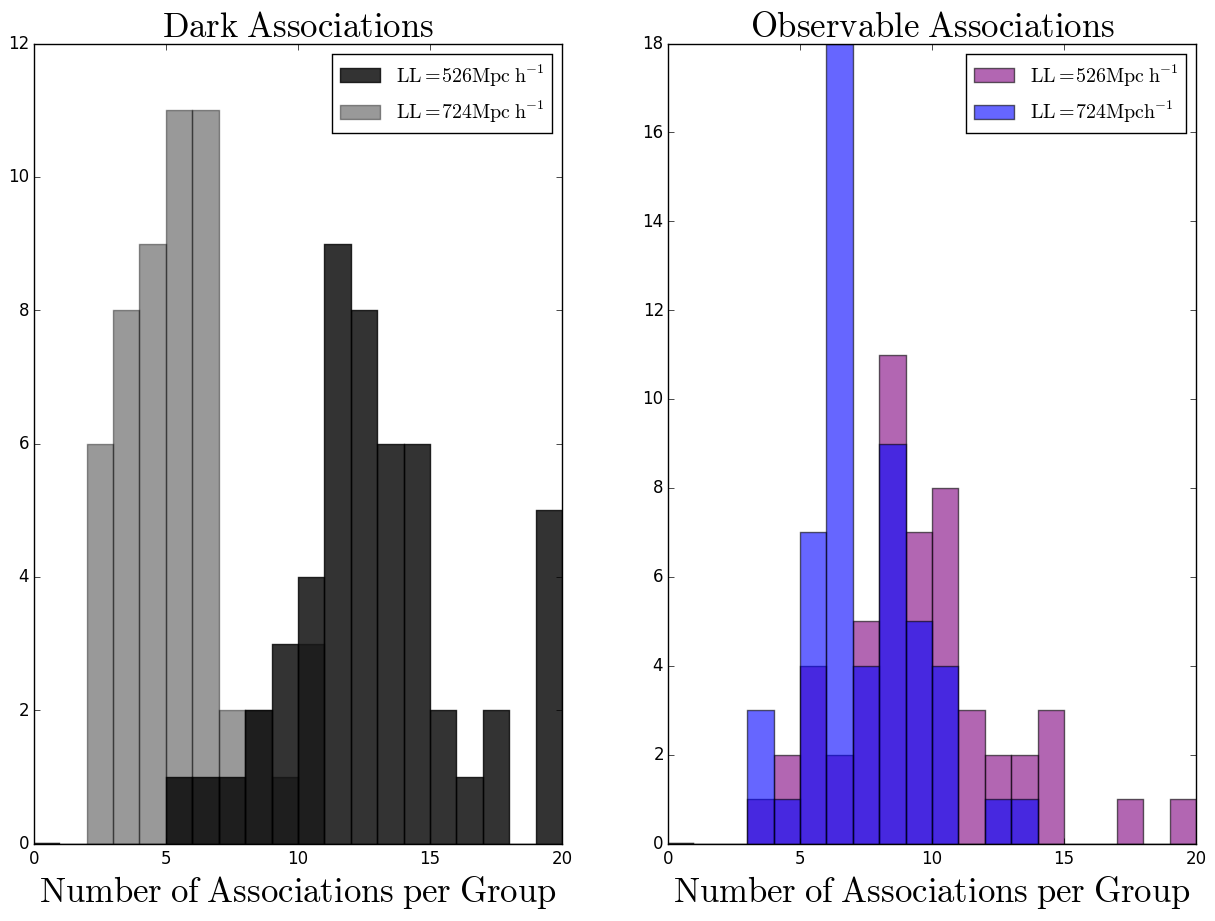 Dark Associations
12
10
8
6
4
2
0
0 5 10 15 20
LL = 526Mpc h⁻¹
LL = 724Mpc h⁻¹
Number of Associations per Group
Observable Associations
18
16
14
12
10
8
6
4
2
0
0 5 10 15 20
LL = 526Mpc h⁻¹
LL = 724Mpch⁻¹
Number of Associations per Group